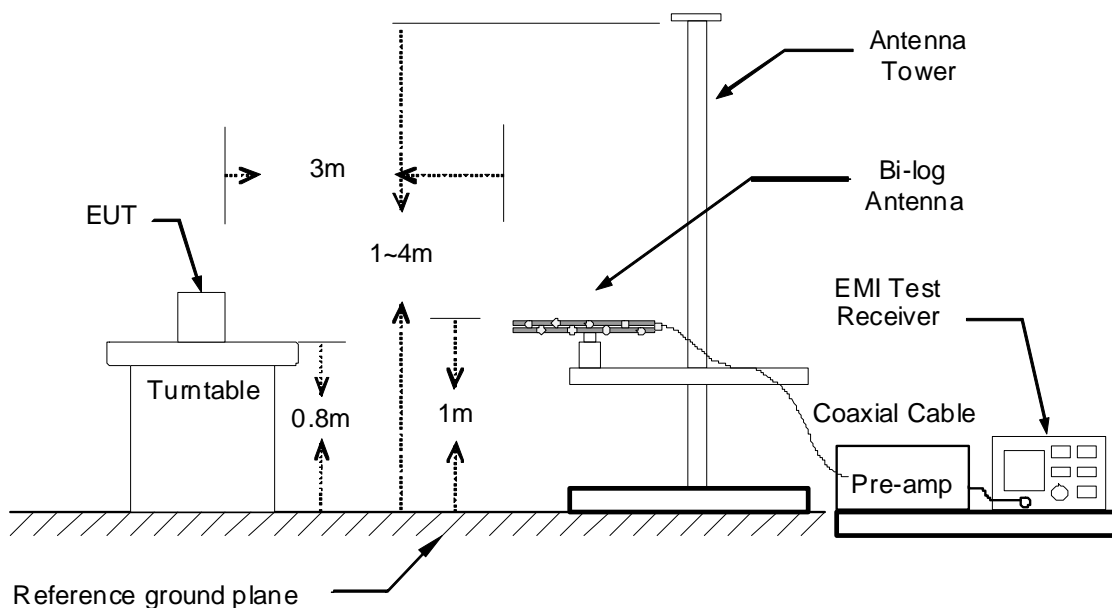 Antenna
Tower
3m
Bi-log
Antenna
EUT
1~4m
EMI Test
Receiver
Turntable
0.8m
1m
Coaxial Cable
Pre-amp
Reference ground plane